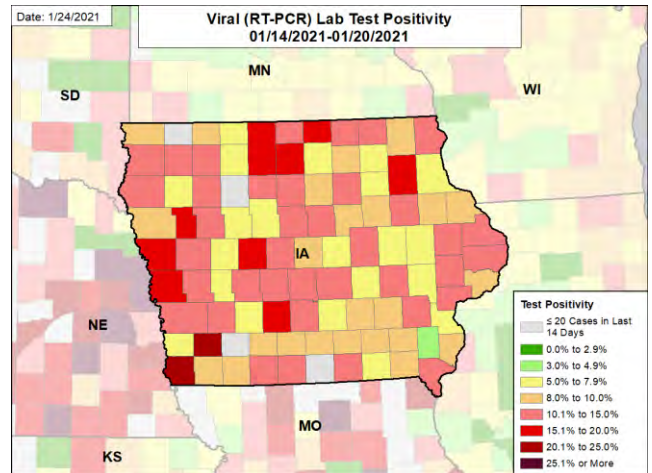 Date: 1/24/2021
Viral (RT-PCR) Lab Test Positivity
01/14/2021-01/20/2021
MN
SD
WI
IA
NE
MO
KS
Test Positivity
≤ 20 Cases in Last
14 Days
0.0% to 2.9%
3.0% to 4.9%
5.0% to 7.9%
8.0% to 10.0%
10.1% to 15.0%
15.1% to 20.0%
20.1% to 25.0%
25.1% or More